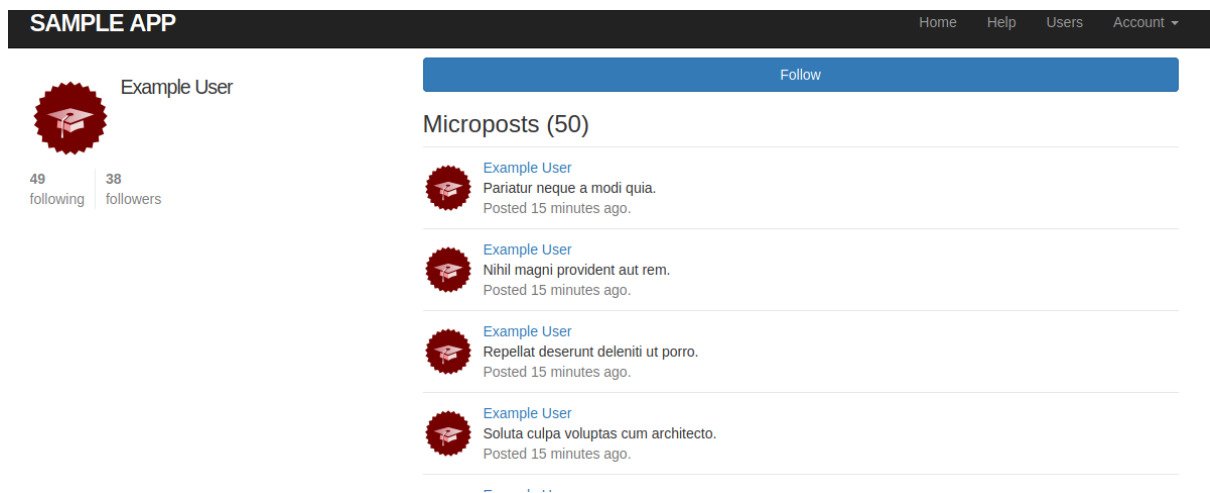 SAMPLE APP
Home Help Users Account
Example User
49 following
38 followers
Follow
Microposts (50)
Example User
Pariatur neque a modi quia.
Posted 15 minutes ago.
Example User
Nihil magni provident aut rem.
Posted 15 minutes ago.
Example User
Repellat deserunt deleniti ut porro.
Posted 15 minutes ago.
Example User
Soluta culpa voluptas cum architecto.
Posted 15 minutes ago.